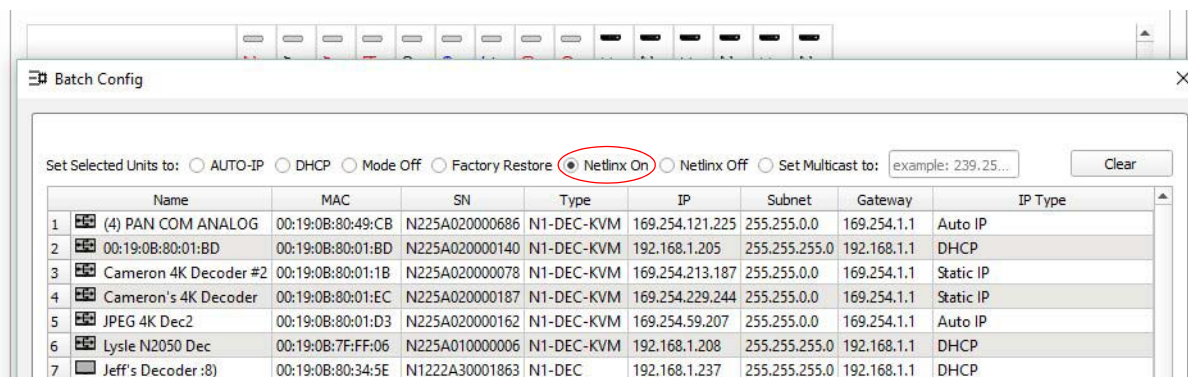 Batch Config
Set Selected Units to: AUTO-IP DHCP Mode Off Factory Restore Netlinx On Netlinx Off Set Multicast to: example: 239.25... Clear
Name MAC SN Type IP Subnet Gateway IP Type
1 (4) PAN COM ANALOG 00:19:0B:80:49:CB N225A020000686 N1-DEC-KVM 169.254.121.225 255.255.0.0 169.254.1.1 Auto IP
2 00:19:0B:80:01:BD 00:19:0B:80:01:BD N225A020000140 N1-DEC-KVM 192.168.1.205 255.255.255.0 192.168.1.1 DHCP
3 Cameron 4K Decoder #2 00:19:0B:80:01:1B N225A020000078 N1-DEC-KVM 169.254.213.187 255.255.0.0 169.254.1.1 Static IP
4 Cameron's 4K Decoder 00:19:0B:80:01:EC N225A020000187 N1-DEC-KVM 169.254.229.244 255.255.0.0 169.254.1.1 Static IP
5 JPEG 4K Dec2 00:19:0B:80:01:D3 N225A020000162 N1-DEC-KVM 169.254.59.207 255.255.0.0 169.254.1.1 Auto IP
6 Lysle N2050 Dec 00:19:0B:7F:FF:06 N225A010000006 N1-DEC-KVM 192.168.1.208 255.255.255.0 192.168.1.1 DHCP
7 Jeff's Decoder :8) 00:19:0B:80:34:5E N1222A30001863 N1-DEC 192.168.1.237 255.255.255.0 192.168.1.1 DHCP